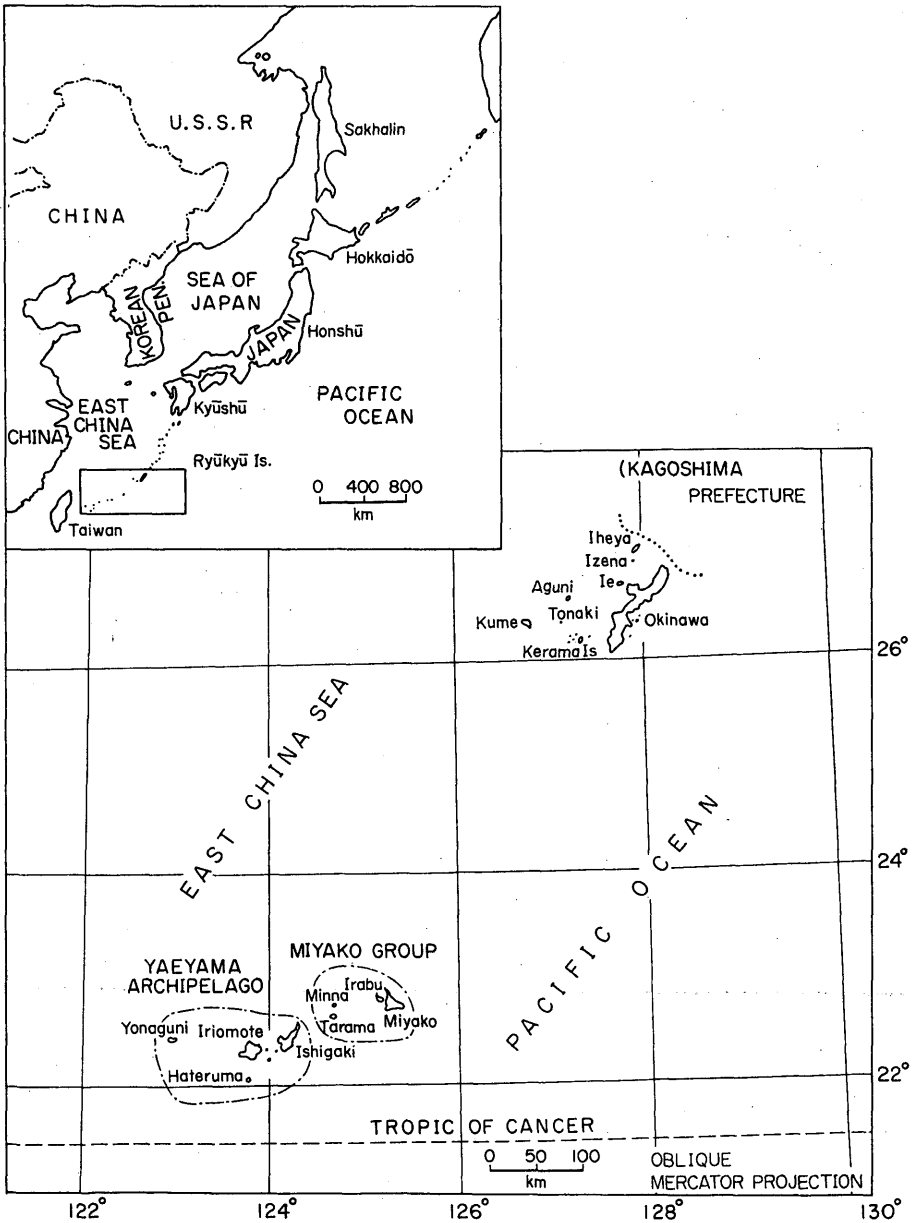 U.S.S.R
Sakhalin
CHINA
Hokkaidō
SEA OF
JAPAN
KOREAN
PEN.
JAPAN
Honshū
PACIFIC
OCEAN
Kyūshū
EAST
CHINA
SEA
CHINA
Ryūkyū Is.
0 400 800
km
Taiwan
(KAGOSHIMA
PREFECTURE
Iheya
Izena
Ie
Aguni
Tonaki
Okinawa
Kume
Kerama Is
26°
EAST CHINA SEA
PACIFIC OCEAN
24°
MIYAKO GROUP
YAEYAMA
ARCHIPELAGO
Irabu
Minna
Miyako
Tarama
Yonaguni
Iriomote
Ishigaki
Hateruma
22°
TROPIC OF CANCER
0 50 100
km
OBLIQUE
MERCATOR PROJECTION
122° 124° 126° 128° 130°